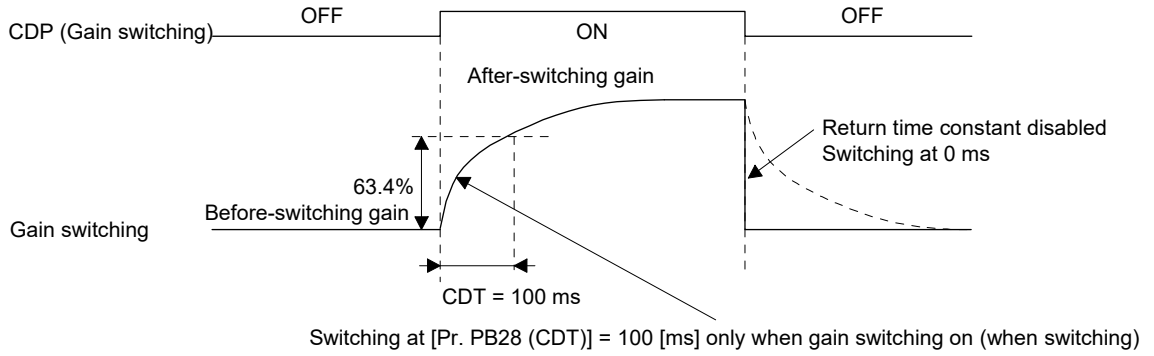 OFF
OFF
CDP (Gain switching)
ON
After-switching gain
Return time constant disabled
Switching at 0 ms
63.4%
Before-switching gain
Gain switching
CDT = 100 ms
Switching at [Pr. PB28 (CDT)] = 100 [ms] only when gain switching on (when switching)